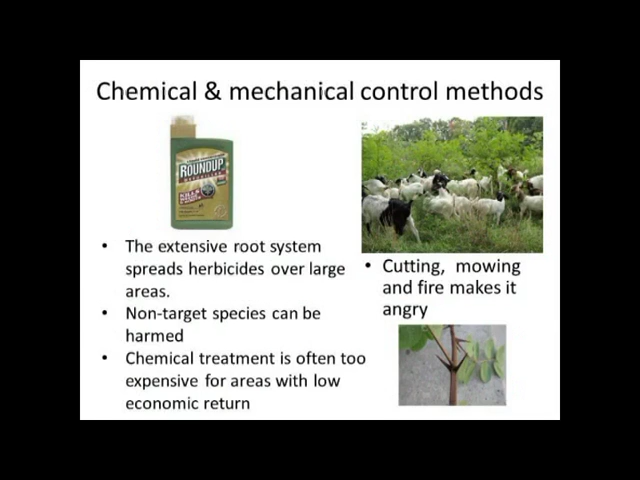 Chemical & mechanical control methods
ROUNDUP
• The extensive root system
spreads herbicides over large
areas.
• Non-target species can be
harmed
• Chemical treatment is often too
expensive for areas with low
economic return
• Cutting, mowing
and fire makes it
angry